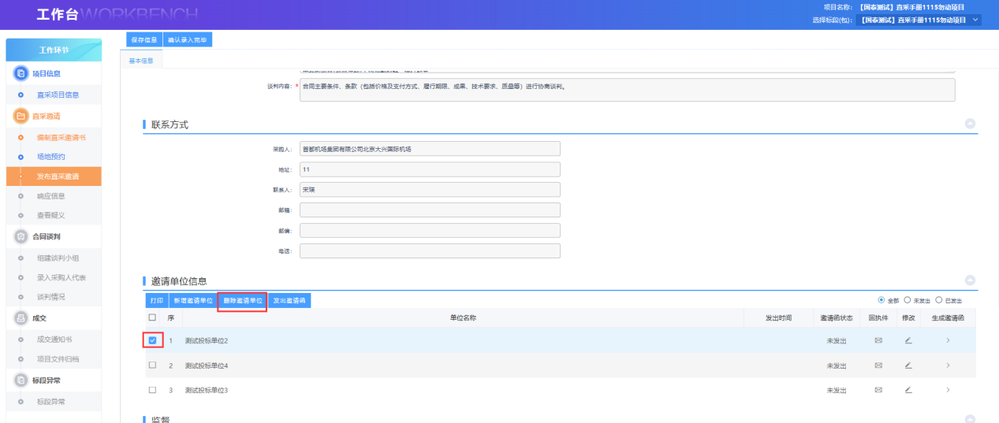 工作台WORKBENCH
项目名称: 【国泰测试】直采手册1115勿动项目
选择标段(包): 【国泰测试】直采手册1115勿动项目
工作环节
项目信息
直采项目信息
直采邀请
编制直采邀请书
场地预约
发布直采邀请
响应信息
查看疑义
合同谈判
组建谈判小组
录入采购人代表
谈判情况
成交
成交通知书
项目文件归档
标段异常
标段异常
保存信息 确认录入完毕
基本信息
谈判内容: * 合同主要条件、条款（包括价格及支付方式、履行期限、成果、技术要求、质量等）进行协商谈判。
联系方式
采购人: 首都机场集团有限公司北京大兴国际机场
地址: 11
联系人: 宋瑛
邮箱:
邮编:
电话:
邀请单位信息
打印 新增邀请单位 删除邀请单位 发出邀请函 全部 未发出 已发出
序 单位名称 发出时间 邀请函状态 回执件 修改 生成邀请函
1 测试投标单位2 未发出
2 测试投标单位4 未发出
3 测试投标单位3 未发出
监督